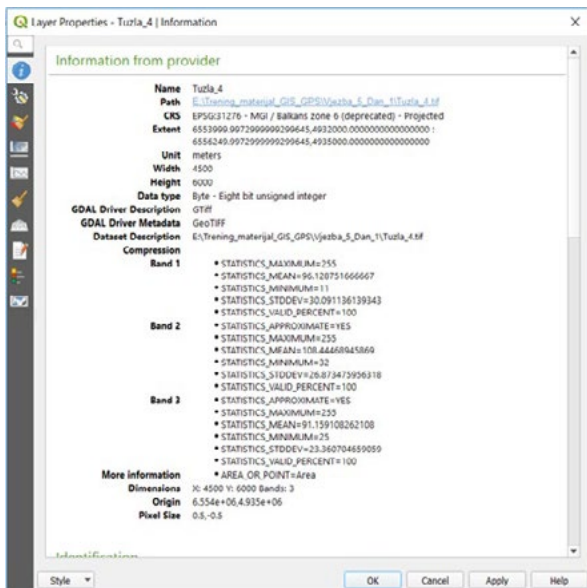 Layer Properties - Tuzla_4 | Information
Information from provider
Name Tuzla_4
Path E:\Trening_materijal_GIS_GPS\Vjezba_5_Dan_1\Tuzla_4.tif
CRS EPSG:31276 - MGI / Balkans zone 6 (deprecated) - Projected
Extent 6553999.9972999999299645,4932000.0000000000000000 :
6556249.9972999999299645,4935000.0000000000000000
Unit meters
Width 4500
Height 6000
Data type Byte - Eight bit unsigned integer
GDAL Driver Description GTiff
GDAL Driver Metadata GeoTIFF
Dataset Description E:\Trening_materijal_GIS_GPS\Vjezba_5_Dan_1\Tuzla_4.tif
Compression
Band 1 • STATISTICS_MAXIMUM=255
• STATISTICS_MEAN=96.128751666667
• STATISTICS_MINIMUM=11
• STATISTICS_STDDEV=30.091136139343
• STATISTICS_VALID_PERCENT=100
Band 2 • STATISTICS_APPROXIMATE=YES
• STATISTICS_MAXIMUM=255
• STATISTICS_MEAN=108.44468945869
• STATISTICS_MINIMUM=32
• STATISTICS_STDDEV=26.873475956318
• STATISTICS_VALID_PERCENT=100
Band 3 • STATISTICS_APPROXIMATE=YES
• STATISTICS_MAXIMUM=255
• STATISTICS_MEAN=91.159108262108
• STATISTICS_MINIMUM=25
• STATISTICS_STDDEV=23.360704659059
• STATISTICS_VALID_PERCENT=100
More information • AREA_OR_POINT=Area
Dimensions X: 4500 Y: 6000 Bands: 3
Origin 6.554e+06,4.935e+06
Pixel Size 0.5,-0.5
Identification
Style OK Cancel Apply Help